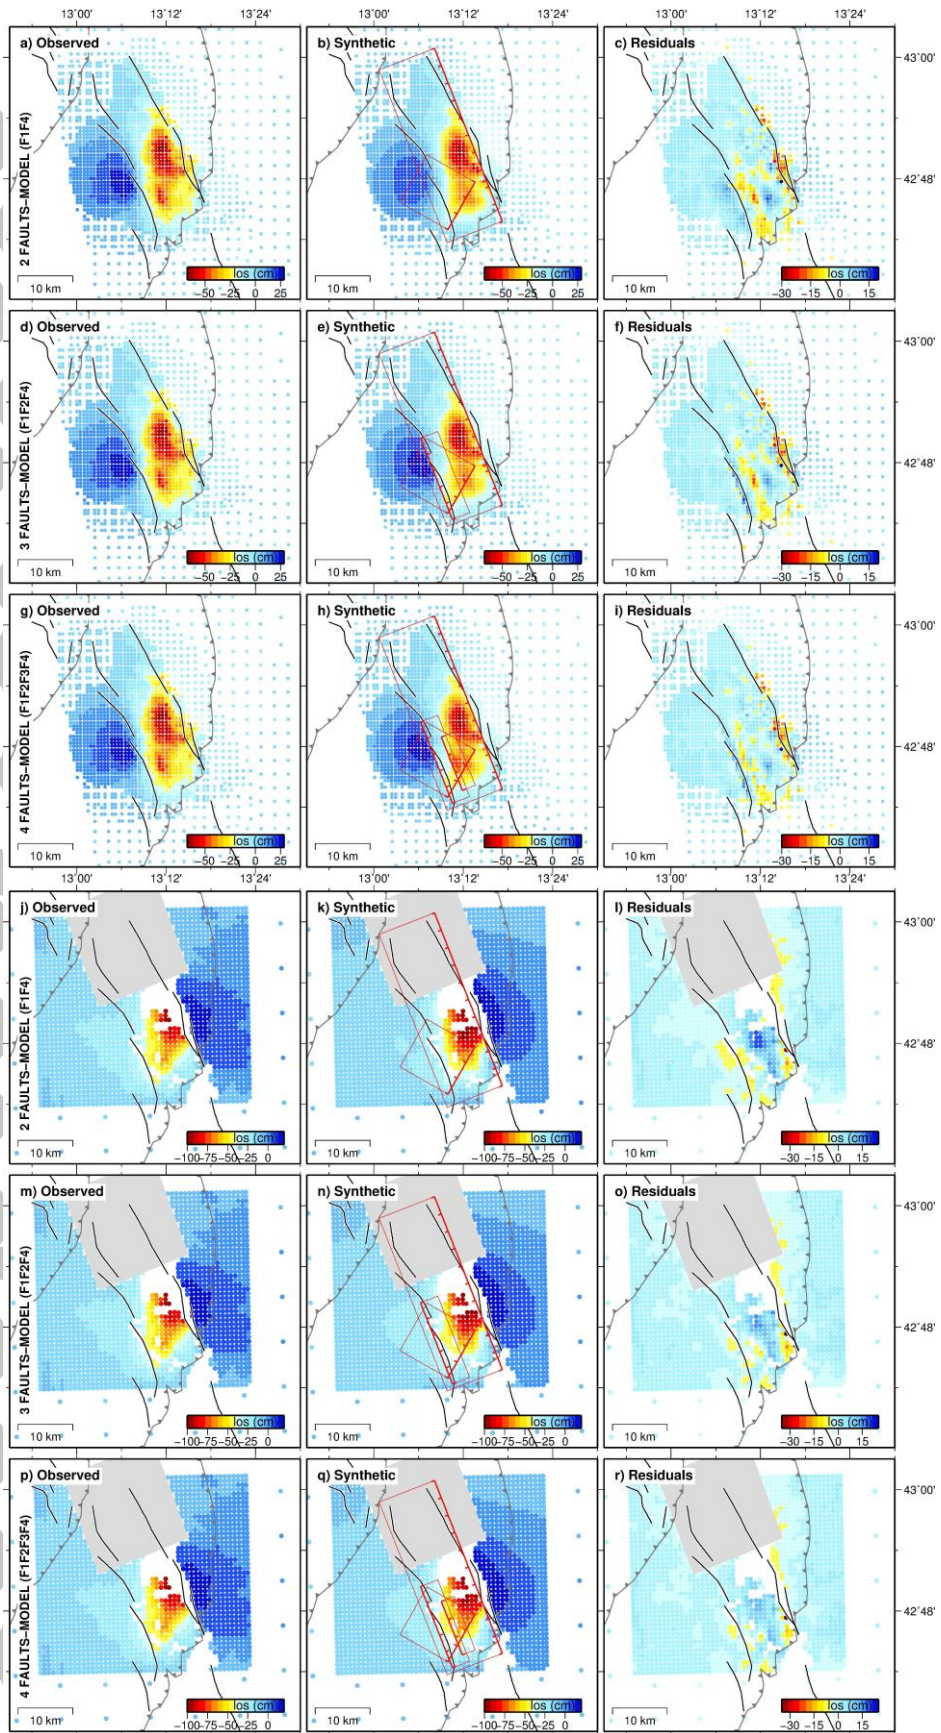 13°00' 13°12' 13°24' 13°00' 13°12' 13°24' 13°00' 13°12' 13°24'
a) Observed b) Synthetic c) Residuals
43°00'
42°48'
2 FAULTS−MODEL (F1F4)
10 km los (cm) −50 −25 0 25
10 km los (cm) −50 −25 0 25
10 km los (cm) −30 −15 0 15
d) Observed e) Synthetic f) Residuals
43°00'
42°48'
3 FAULTS−MODEL (F1F2F4)
10 km los (cm) −50 −25 0 25
10 km los (cm) −50 −25 0 25
10 km los (cm) −30 −15 0 15
g) Observed h) Synthetic i) Residuals
43°00'
42°48'
4 FAULTS−MODEL (F1F2F3F4)
10 km los (cm) −50 −25 0 25
10 km los (cm) −50 −25 0 25
10 km los (cm) −30 −15 0 15
13°00' 13°12' 13°24' 13°00' 13°12' 13°24' 13°00' 13°12' 13°24'
j) Observed k) Synthetic l) Residuals
43°00'
42°48'
2 FAULTS−MODEL (F1F4)
10 km los (cm) −100−75−50−25 0
10 km los (cm) −100−75−50−25 0
10 km los (cm) −30 −15 0 15
m) Observed n) Synthetic o) Residuals
43°00'
42°48'
3 FAULTS−MODEL (F1F2F4)
10 km los (cm) −100−75−50−25 0
10 km los (cm) −100−75−50−25 0
10 km los (cm) −30 −15 0 15
p) Observed q) Synthetic r) Residuals
43°00'
42°48'
4 FAULTS−MODEL (F1F2F3F4)
10 km los (cm) −100−75−50−25 0
10 km los (cm) −100−75−50−25 0
10 km los (cm) −30 −15 0 15